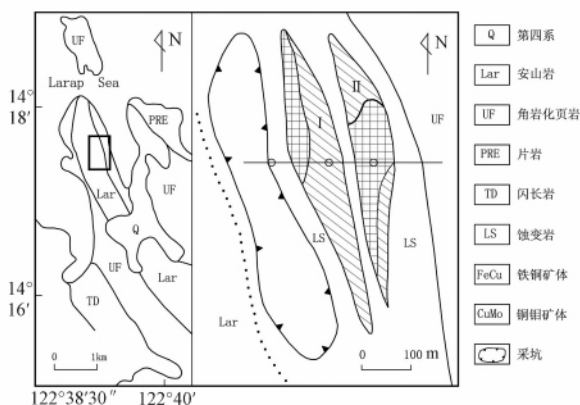 UF
N
Larap Sea
14°
18′
PRE
UF
Lar
Q
UF
Lar
TD
14°
16′
0 1km
122°38′30″ 122°40′
N
II
I
UF
LS
LS
Lar
0 100 m
Q 第四系
Lar 安山岩
UF 角岩化页岩
PRE 片岩
TD 闪长岩
LS 蚀变岩
FeCu 铁铜矿体
CuMo 铜钼矿体
采坑